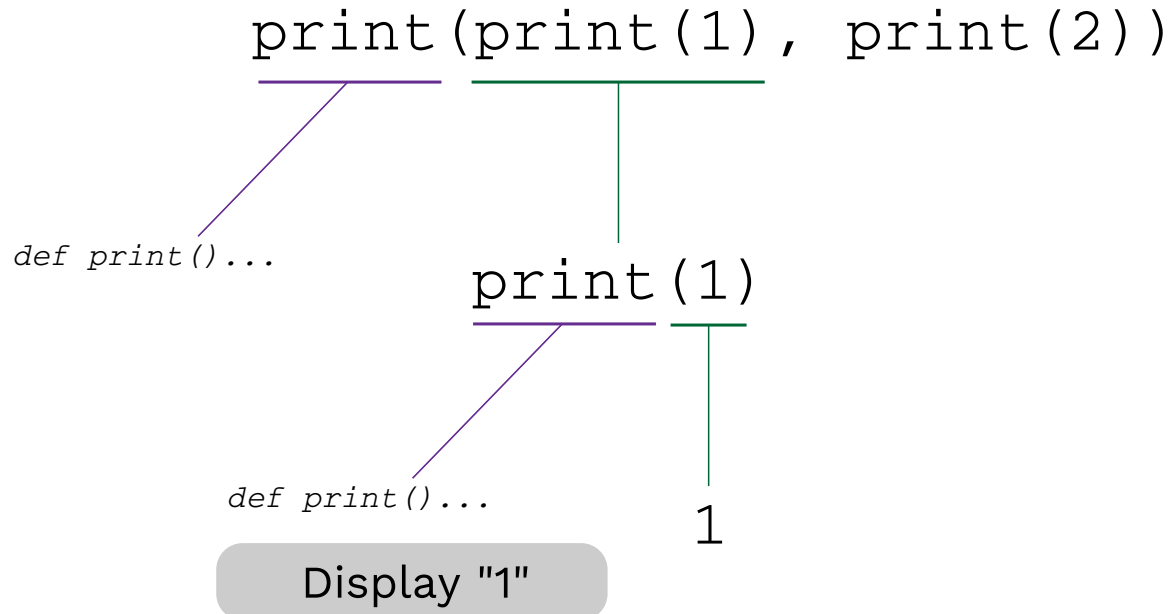 print(print(1), print(2))
def print()...
print(1)
def print()...
1
Display "1"